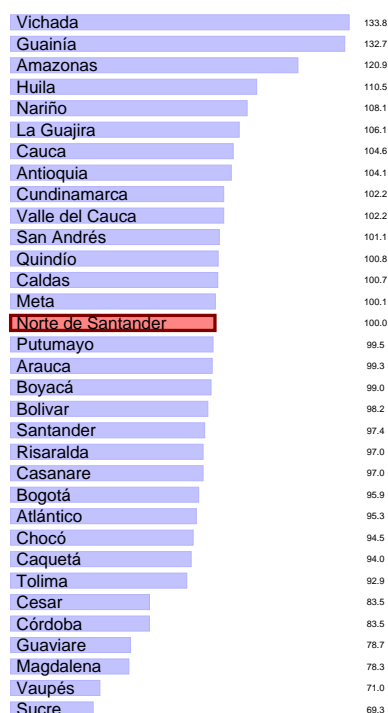 Vichada 133.8
Guainía 132.7
Amazonas 120.9
Huila 110.5
Nariño 108.1
La Guajira 106.1
Cauca 104.6
Antioquia 104.1
Cundinamarca 102.2
Valle del Cauca 102.2
San Andrés 101.1
Quindío 100.8
Caldas 100.7
Meta 100.1
Norte de Santander 100.0
Putumayo 99.5
Arauca 99.3
Boyacá 99.0
Bolivar 98.2
Santander 97.4
Risaralda 97.0
Casanare 97.0
Bogotá 95.9
Atlántico 95.3
Chocó 94.5
Caquetá 94.0
Tolima 92.9
Cesar 83.5
Córdoba 83.5
Guaviare 78.7
Magdalena 78.3
Vaupés 71.0
Sucre 69.3